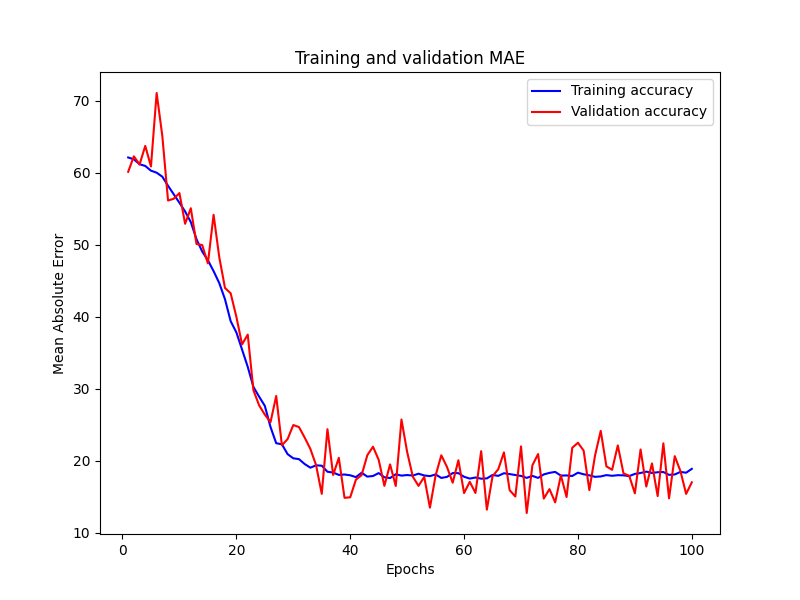 Training and validation MAE
Training accuracy
Validation accuracy
Mean Absolute Error
70
60
50
40
30
20
10
0
20
40
60
80
100
Epochs